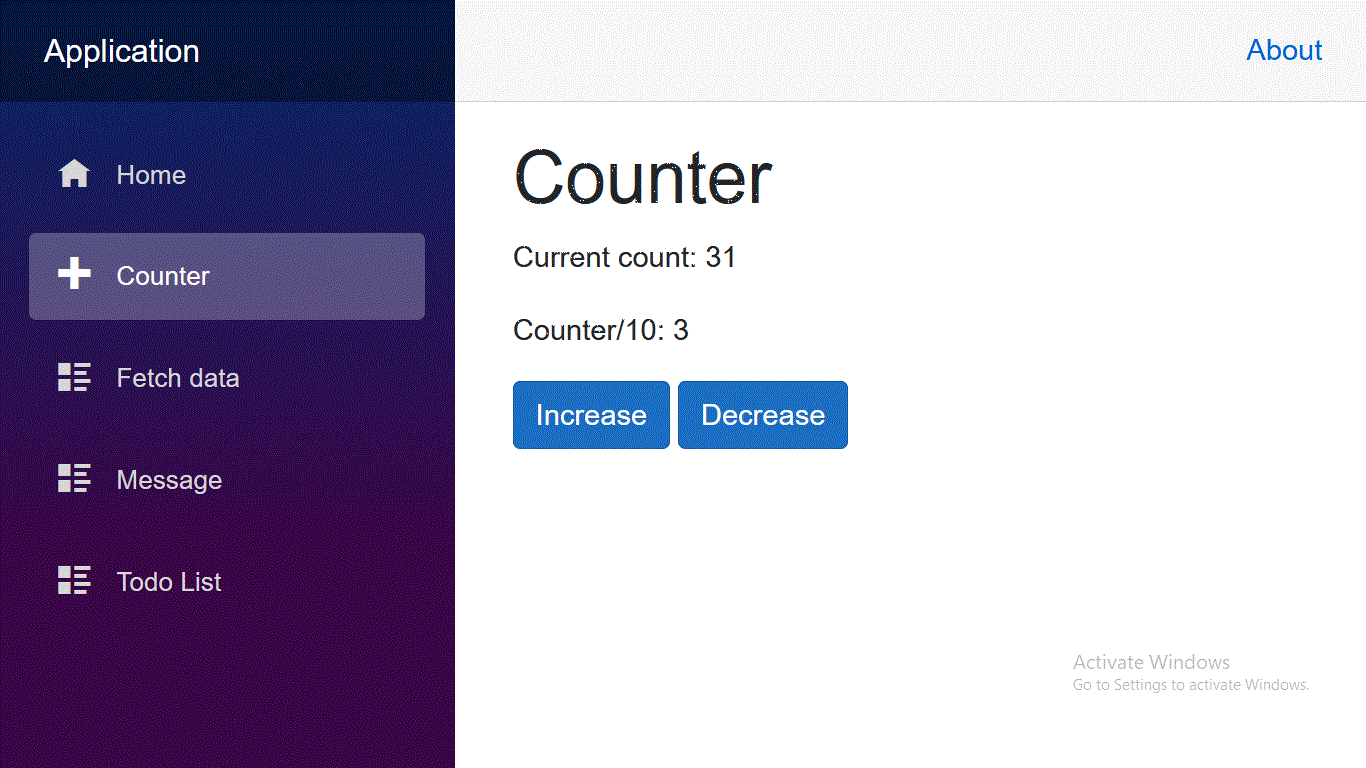 Application
About
Home
Counter
Fetch data
Message
Todo List
Counter
Current count: 31
Counter/10: 3
Increase Decrease
Activate Windows
Go to Settings to activate Windows.